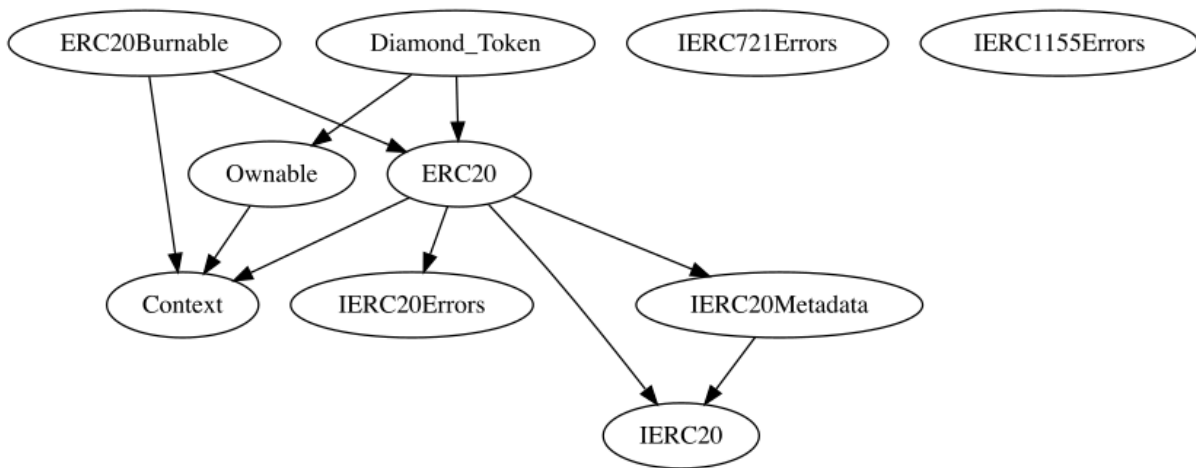 ERC20Burnable
Diamond_Token
IERC721Errors
IERC1155Errors
Ownable
ERC20
Context
IERC20Errors
IERC20Metadata
IERC20